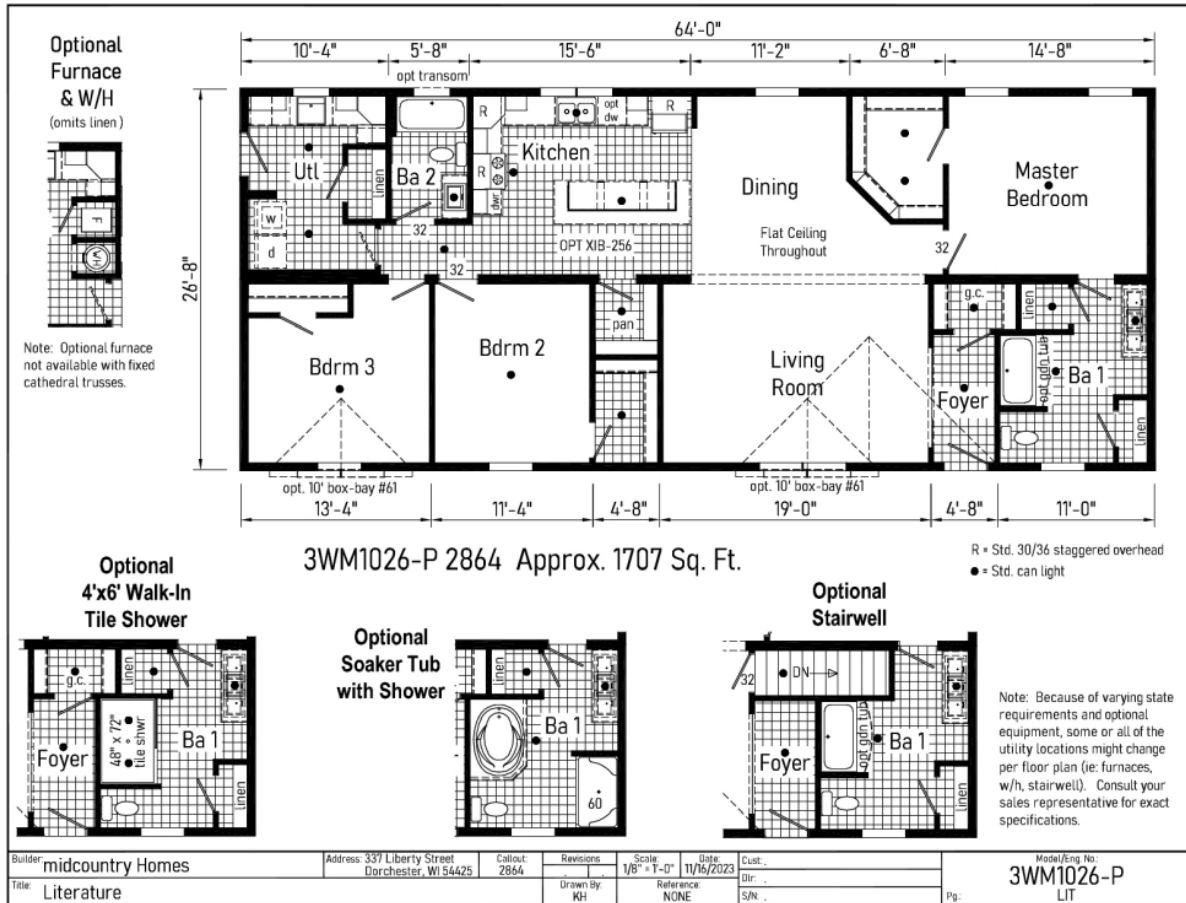 Optional
Furnace
& W/H
(omits linen )
F
WH
Note: Optional furnace
not available with fixed
cathedral trusses.
64'-0"
10'-4"
5'-8"
15'-6"
11'-2"
6'-8"
14'-8"
opt transom
26'-8"
Utl
linen
w
d
Ba 2
32
32
R
R
dwr
Kitchen
opt
dw
R
OPT XIB-256
Dining
Flat Ceiling
Throughout
32
Master
Bedroom
Bdrm 3
Bdrm 2
pan
Living
Room
g.c.
Foyer
linen
opt gdn tub
Ba 1
linen
opt. 10' box-bay #61
opt. 10' box-bay #61
13'-4"
11'-4"
4'-8"
19'-0"
4'-8"
11'-0"
3WM1026-P 2864 Approx. 1707 Sq. Ft.
R = Std. 30/36 staggered overhead
● = Std. can light
Optional
4'x6' Walk-In
Tile Shower
g.c.
linen
48" x 72"
tile shwr
Foyer
Ba 1
linen
Optional
Soaker Tub
with Shower
linen
Ba 1
60
Optional
Stairwell
32
DN
opt gdn tub
Foyer
Ba 1
linen
Note: Because of varying state
requirements and optional
equipment, some or all of the
utility locations might change
per floor plan (ie: furnaces,
w/h, stairwell). Consult your
sales representative for exact
specifications.
Builder: midcountry Homes
Title: Literature
Address: 337 Liberty Street
Dorchester, WI 54425
Callout:
2864
Revisions
Scale:
1/8" = 1'-0"
Date:
11/16/2023
Drawn By:
KH
Reference:
NONE
Cust: .
Dlr: .
S/N: .
Model/Eng. No.:
3WM1026-P
Pg.: LIT